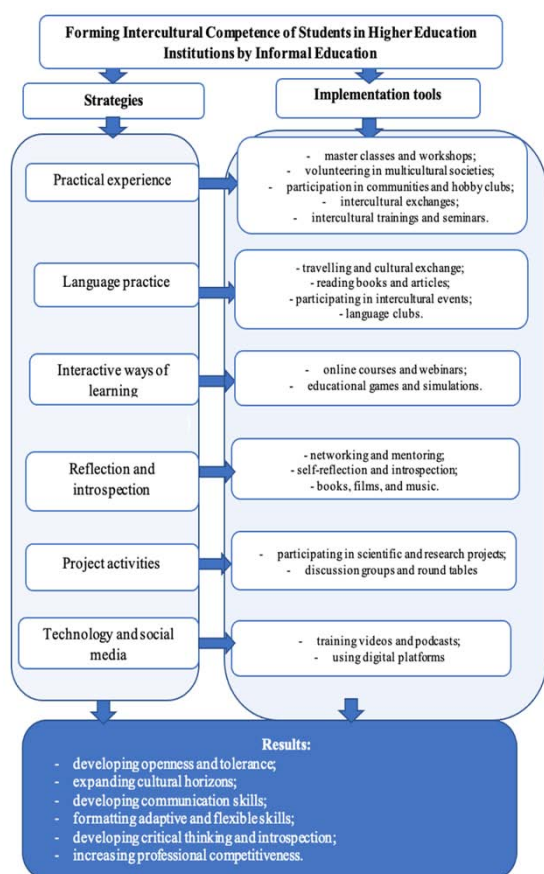 Forming Intercultural Competence of Students in Higher Education
Institutions by Informal Education
Strategies
Implementation tools
Practical experience
- master classes and workshops;
- volunteering in multicultural societies;
- participation in communities and hobby clubs;
- intercultural exchanges;
- intercultural trainings and seminars.
Language practice
- travelling and cultural exchange;
- reading books and articles;
- participating in intercultural events;
- language clubs.
Interactive ways of
learning
- online courses and webinars;
- educational games and simulations.
Reflection and
introspection
- networking and mentoring;
- self-reflection and introspection;
- books, films, and music.
Project activities
- participating in scientific and research projects;
- discussion groups and round tables
Technology and social
media
- training videos and podcasts;
- using digital platforms
Results:
- developing openness and tolerance;
- expanding cultural horizons;
- developing communication skills;
- formatting adaptive and flexible skills;
- developing critical thinking and introspection;
- increasing professional competitiveness.